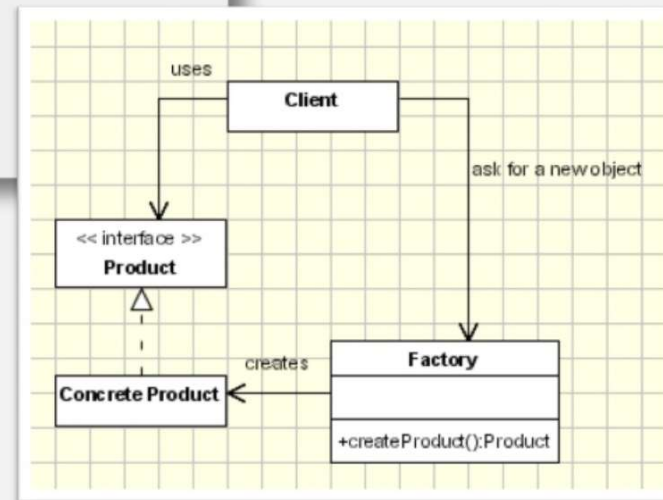 uses
Client
ask for a new object
<< interface >>
Product
creates
Factory
Concrete Product
+createProduct():Product